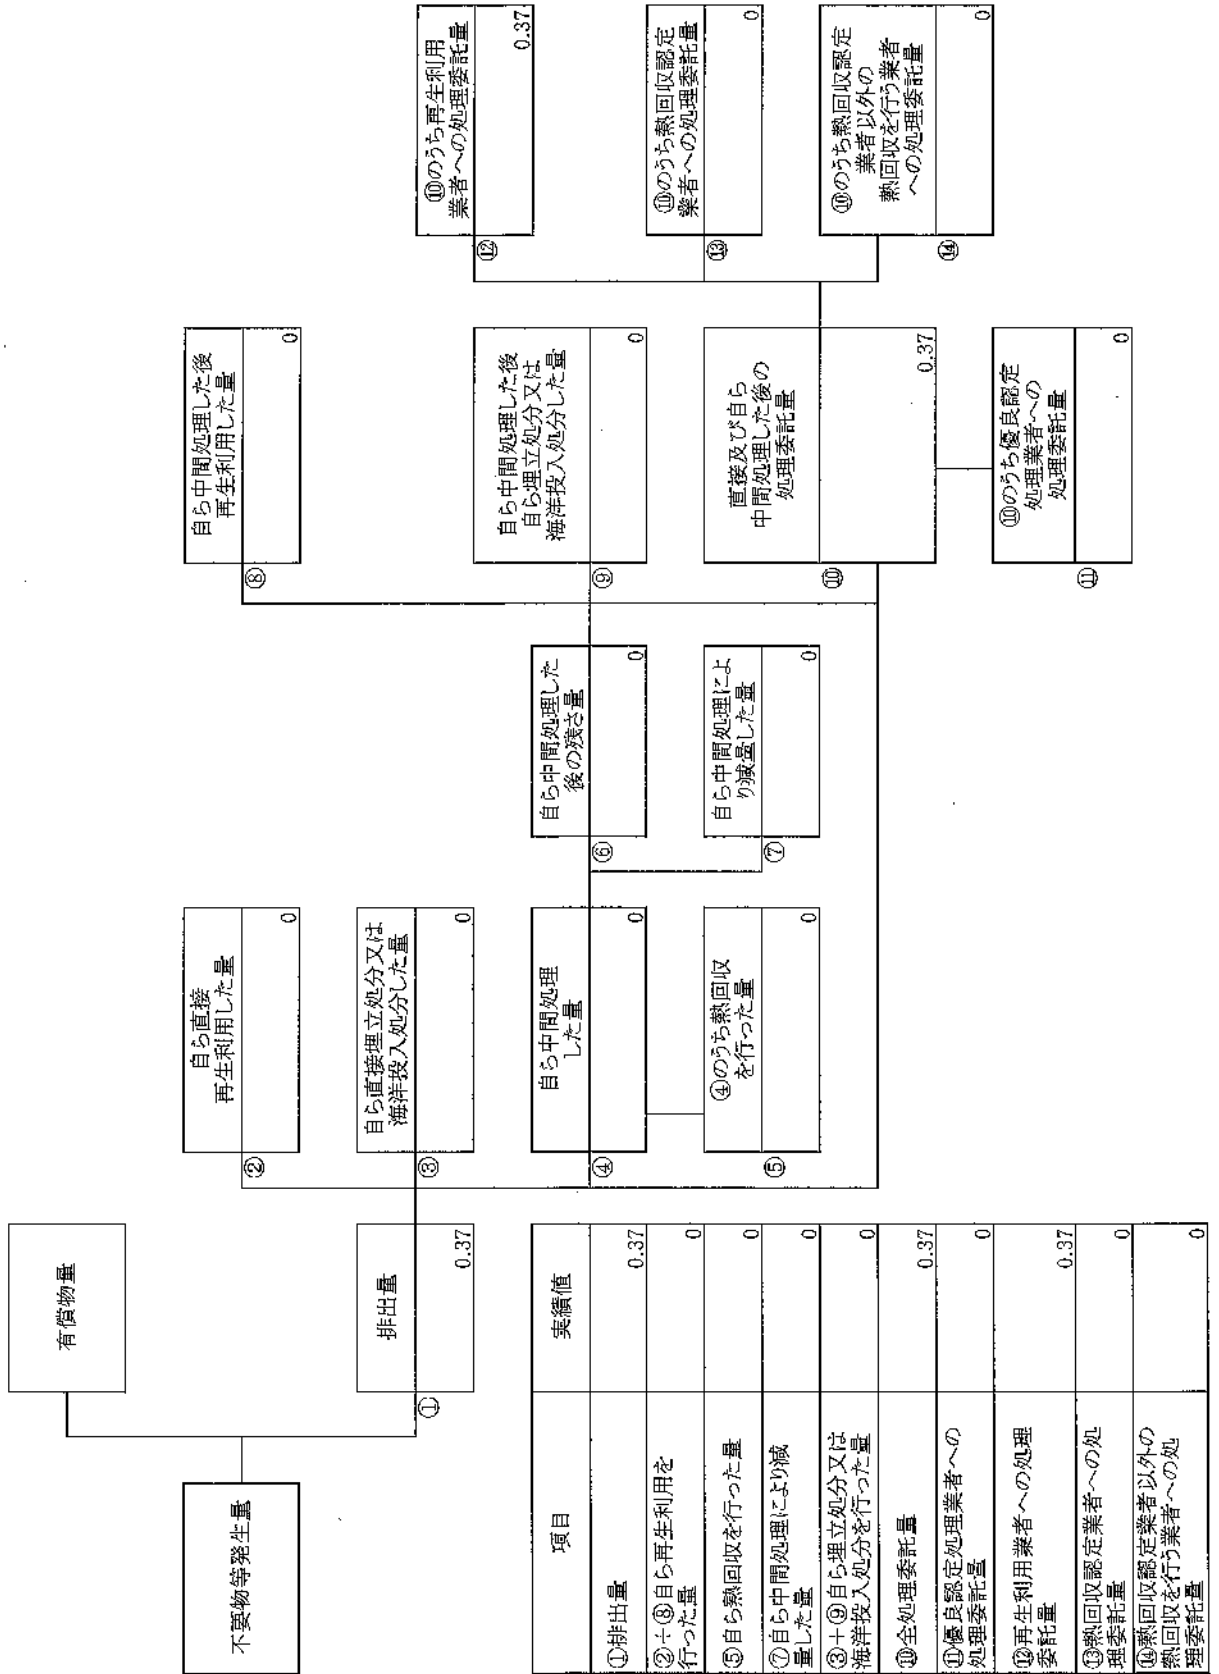 不要物等発生量
有償物量
排出量
0.37
①
②
自ら直接
再生利用した量
0
③
自ら直接埋立処分又は
海洋投入処分した量
0
④
自ら中間処理
した量
0
⑤
④のうち熱回収
を行った量
0
⑥
自ら中間処理した
後の残さ量
0
⑦
自ら中間処理によ
り減量した量
0
⑧
自ら中間処理した後
再生利用した量
0
⑨
自ら中間処理した後
自ら埋立処分又は
海洋投入処分した量
0
⑩
直接及び自ら
中間処理した後の
処理委託量
0.37
⑪
⑩のうち優良認定
処理業者への
処理委託量
0
⑫
⑩のうち再生利用
業者への処理委託量
0.37
⑬
⑩のうち熱回収認定
業者への処理委託量
0
⑭
⑩のうち熱回収認定
業者以外の
熱回収を行う業者
への処理委託量
0
項目 実績値
①排出量 0.37
②+⑧自ら再生利用を
行った量 0
⑤自ら熱回収を行った量 0
⑦自ら中間処理により減
量した量 0
③+⑨自ら埋立処分又は
海洋投入処分を行った量 0
⑩全処理委託量 0.37
⑪優良認定処理業者への
処理委託量 0
⑫再生利用業者への処理
委託量 0.37
⑬熱回収認定業者への処
理委託量 0
⑭熱回収認定業者以外の
熱回収を行う業者への処
理委託量 0